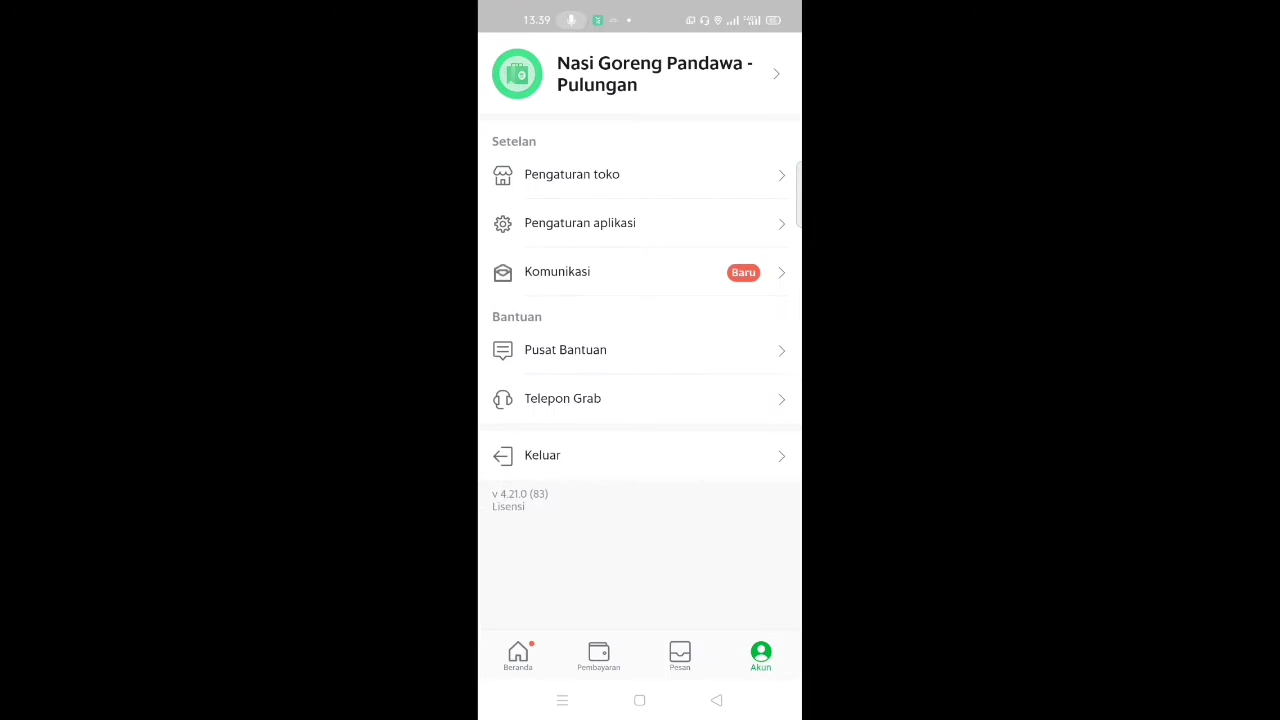 13.39
Nasi Goreng Pandawa -
Pulungan
Setelan
Pengaturan toko
Pengaturan aplikasi
Komunikasi
Baru
Bantuan
Pusat Bantuan
Telepon Grab
Keluar
v 4.21.0 (83)
Lisensi
Beranda
Pembayaran
Pesan
Akun